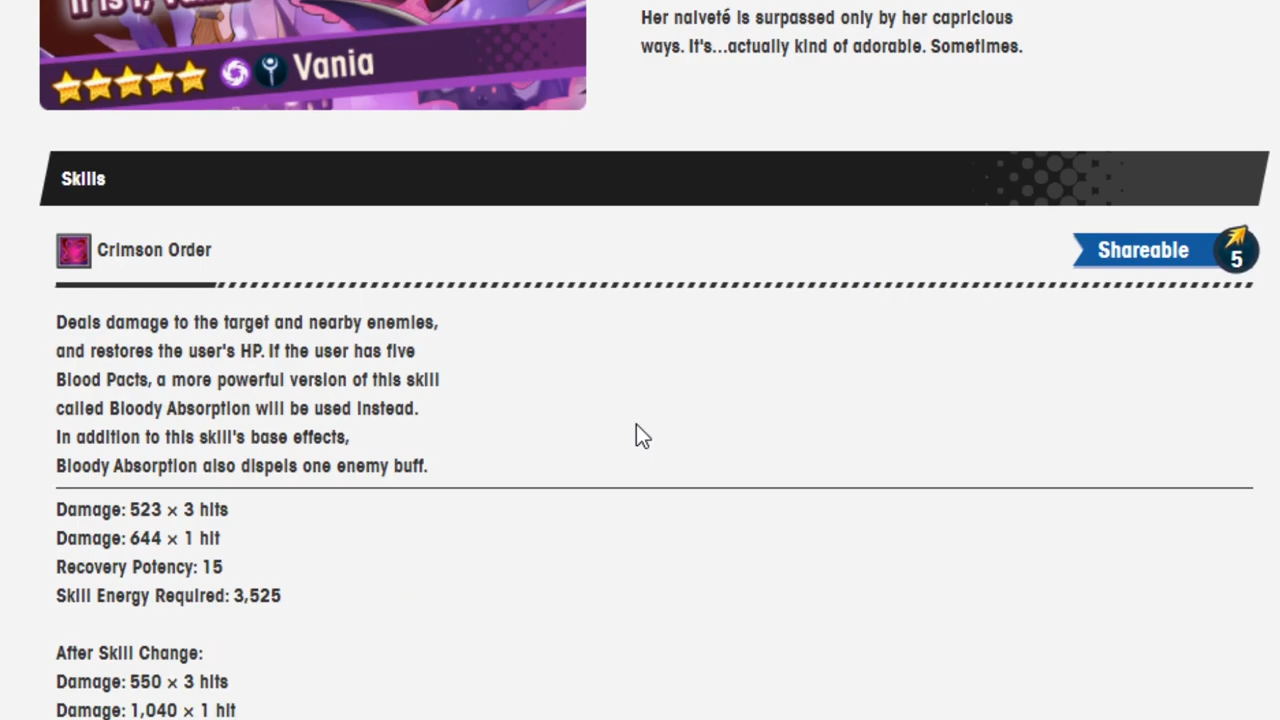 It is I, Vania
Her naiveté is surpassed only by her capricious
ways. It's...actually kind of adorable. Sometimes.
Vania
Skills
Crimson Order
Shareable
5
Deals damage to the target and nearby enemies,
and restores the user's HP. If the user has five
Blood Pacts, a more powerful version of this skill
called Bloody Absorption will be used instead.
In addition to this skill's base effects,
Bloody Absorption also dispels one enemy buff.
Damage: 523 × 3 hits
Damage: 644 × 1 hit
Recovery Potency: 15
Skill Energy Required: 3,525
After Skill Change:
Damage: 550 × 3 hits
Damage: 1,040 × 1 hit